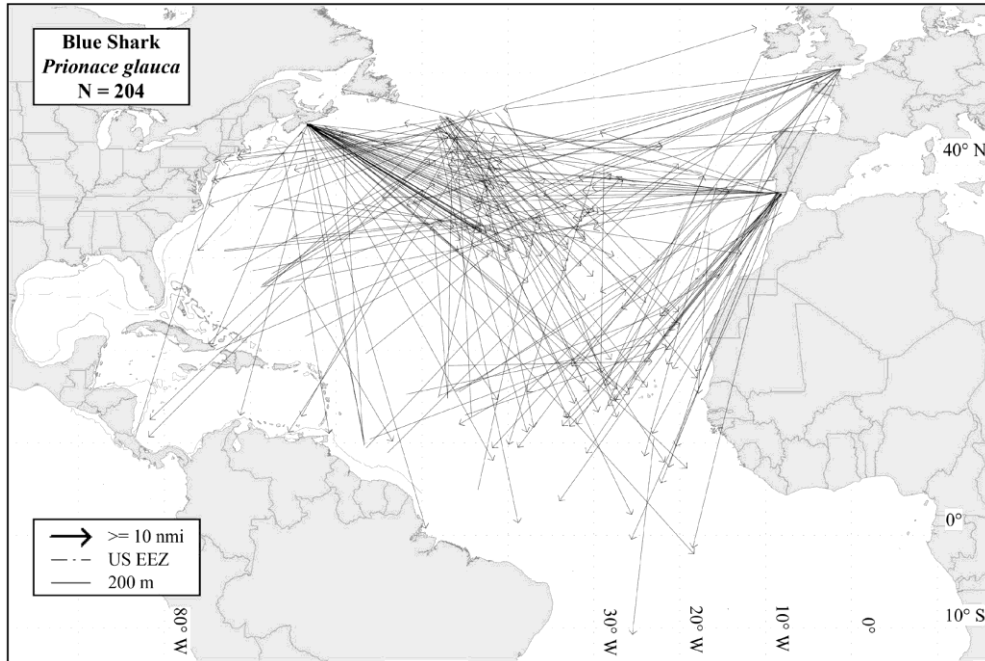 Blue Shark
Prionace glauca
N = 204
40° N
0°
10° S
>= 10 nmi
US EEZ
200 m
80° W
30° W
20° W
10° W
0°